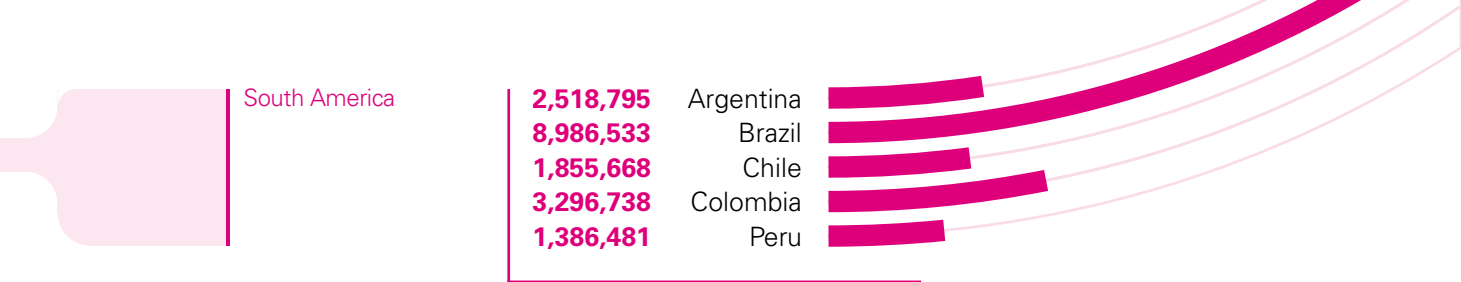 South America
2,518,795 Argentina
8,986,533 Brazil
1,855,668 Chile
3,296,738 Colombia
1,386,481 Peru